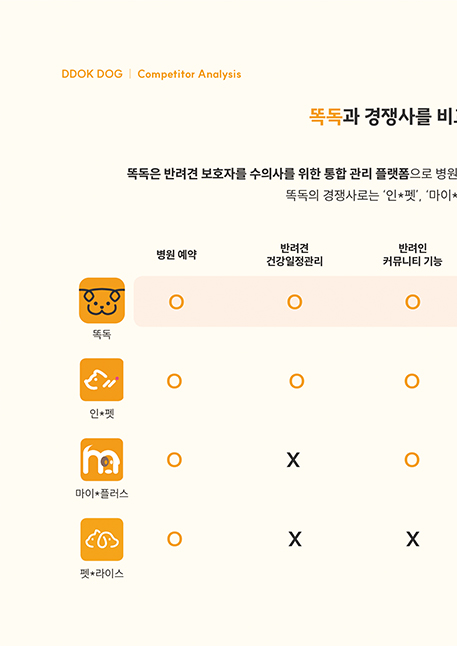 DDOK DOG | Competitor Analysis
똑독과 경쟁사를 비
똑독은 반려견 보호자를 수의사를 위한 통합 관리 플랫폼으로 병원
똑독의 경쟁사로는 ‘인*펫’, ‘마이*
병원 예약
반려견
건강일정관리
반려인
커뮤니티 기능
O O O
똑독
O O O
인*펫
m
O X O
마이*플러스
O X X
펫*라이스